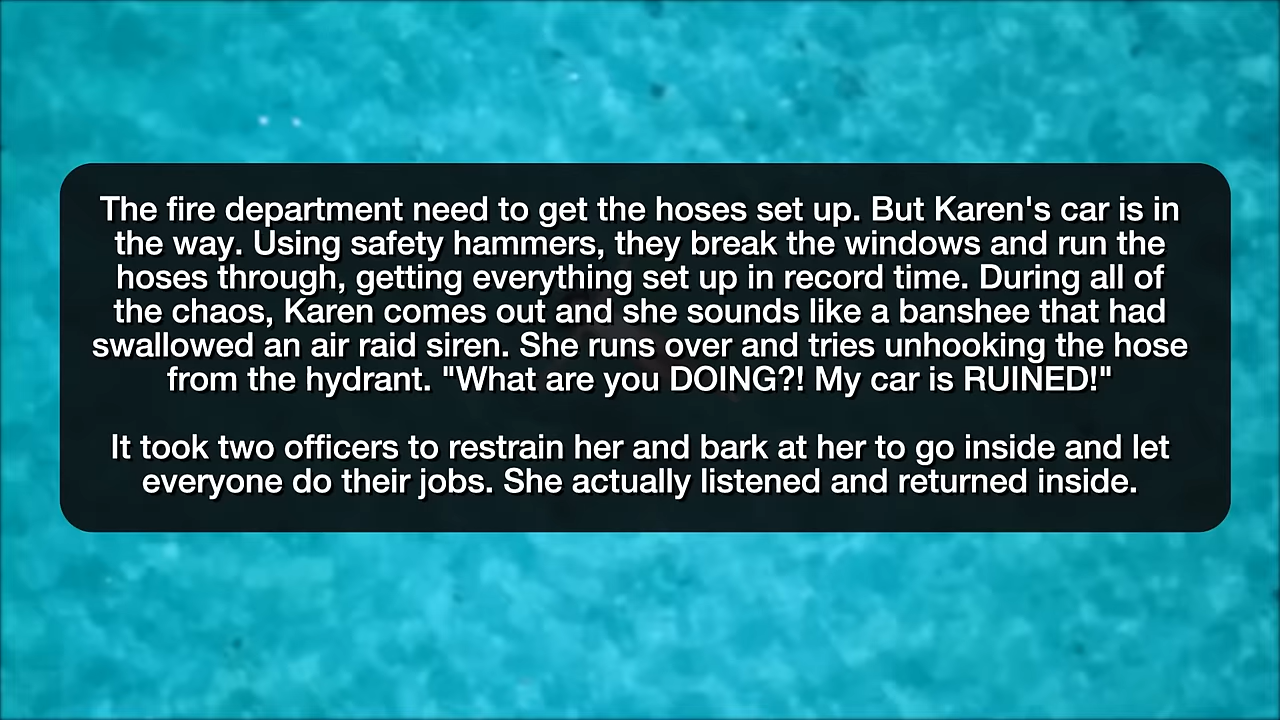 The fire department need to get the hoses set up. But Karen's car is in
the way. Using safety hammers, they break the windows and run the
hoses through, getting everything set up in record time. During all of
the chaos, Karen comes out and she sounds like a banshee that had
swallowed an air raid siren. She runs over and tries unhooking the hose
from the hydrant. "What are you DOING?! My car is RUINED!"
It took two officers to restrain her and bark at her to go inside and let
everyone do their jobs. She actually listened and returned inside.